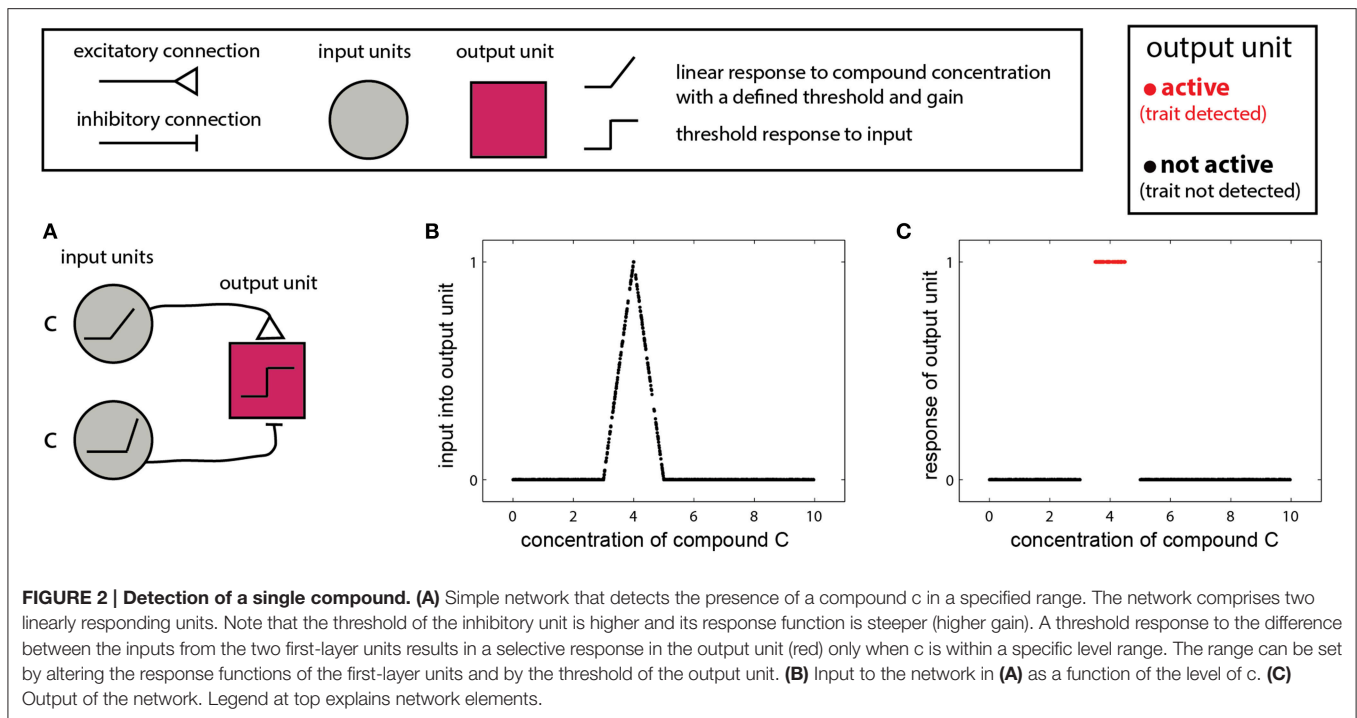 excitatory connection
inhibitory connection
input units
output unit
linear response to compound concentration
with a defined threshold and gain
threshold response to input
output unit
● active
(trait detected)
● not active
(trait not detected)
A
input units
output unit
C
C
B
input into output unit
1
0
0 2 4 6 8 10
concentration of compound C
C
response of output unit
1
0
0 2 4 6 8 10
concentration of compound C
FIGURE 2 | Detection of a single compound. (A) Simple network that detects the presence of a compound c in a specified range. The network comprises two
linearly responding units. Note that the threshold of the inhibitory unit is higher and its response function is steeper (higher gain). A threshold response to the difference
between the inputs from the two first-layer units results in a selective response in the output unit (red) only when c is within a specific level range. The range can be set
by altering the response functions of the first-layer units and by the threshold of the output unit. (B) Input to the network in (A) as a function of the level of c. (C)
Output of the network. Legend at top explains network elements.